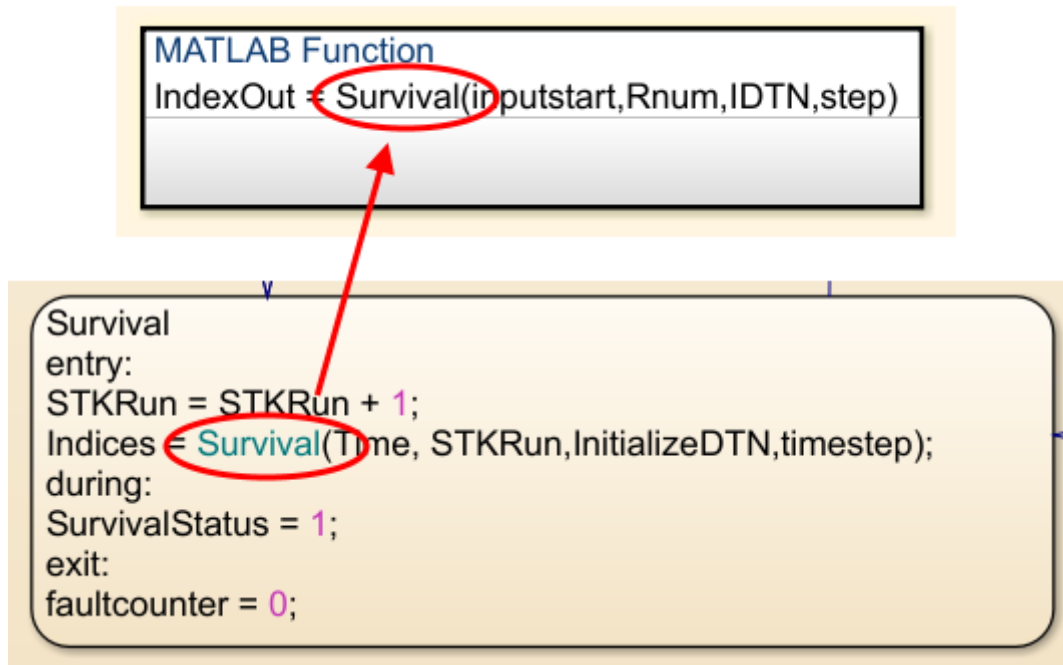 MATLAB Function
IndexOut = Survival(inputstart,Rnum,IDTN,step)
Survival
entry:
STKRun = STKRun + 1;
Indices = Survival(Time, STKRun,InitializeDTN,timestep);
during:
SurvivalStatus = 1;
exit:
faultcounter = 0;